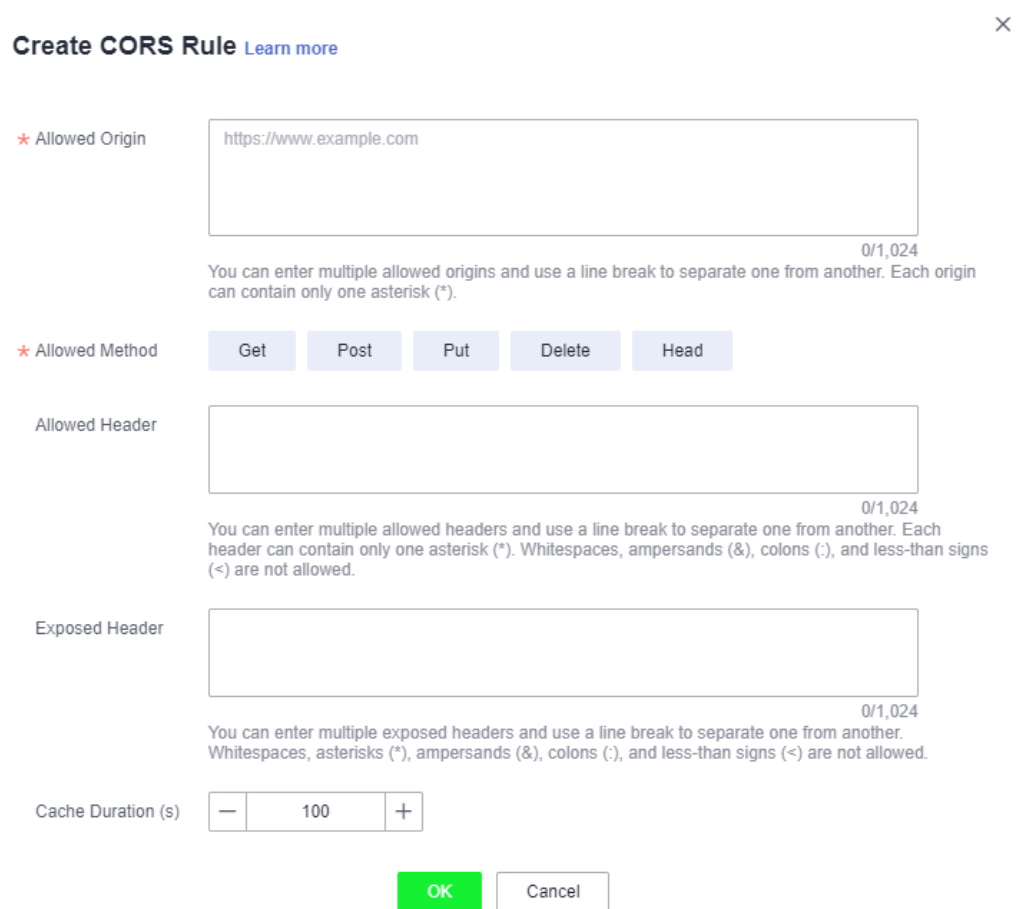 Create CORS Rule Learn more
* Allowed Origin
https://www.example.com
0/1,024
You can enter multiple allowed origins and use a line break to separate one from another. Each origin
can contain only one asterisk (*).
* Allowed Method Get Post Put Delete Head
Allowed Header
0/1,024
You can enter multiple allowed headers and use a line break to separate one from another. Each
header can contain only one asterisk (*). Whitespaces, ampersands (&), colons (:), and less-than signs
(<) are not allowed.
Exposed Header
0/1,024
You can enter multiple exposed headers and use a line break to separate one from another.
Whitespaces, asterisks (*), ampersands (&), colons (:), and less-than signs (<) are not allowed.
Cache Duration (s) — 100 +
OK Cancel